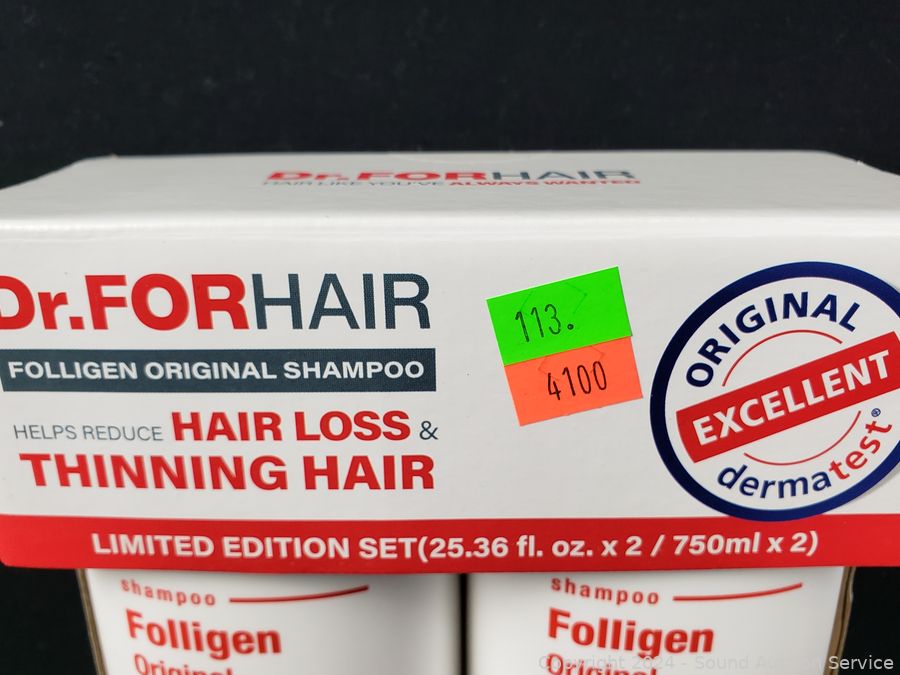 Dr.FORHAIR
HAIR LIKE YOU'VE ALWAYS WANTED
Dr.FORHAIR
FOLLIGEN ORIGINAL SHAMPOO
HELPS REDUCE HAIR LOSS &
THINNING HAIR
113.
4100
ORIGINAL
EXCELLENT
dermatest®
LIMITED EDITION SET(25.36 fl. oz. x 2 / 750ml x 2)
shampoo
Folligen
Original
shampoo
Folligen
Original
Copyright 2024 - Sound Auction Service